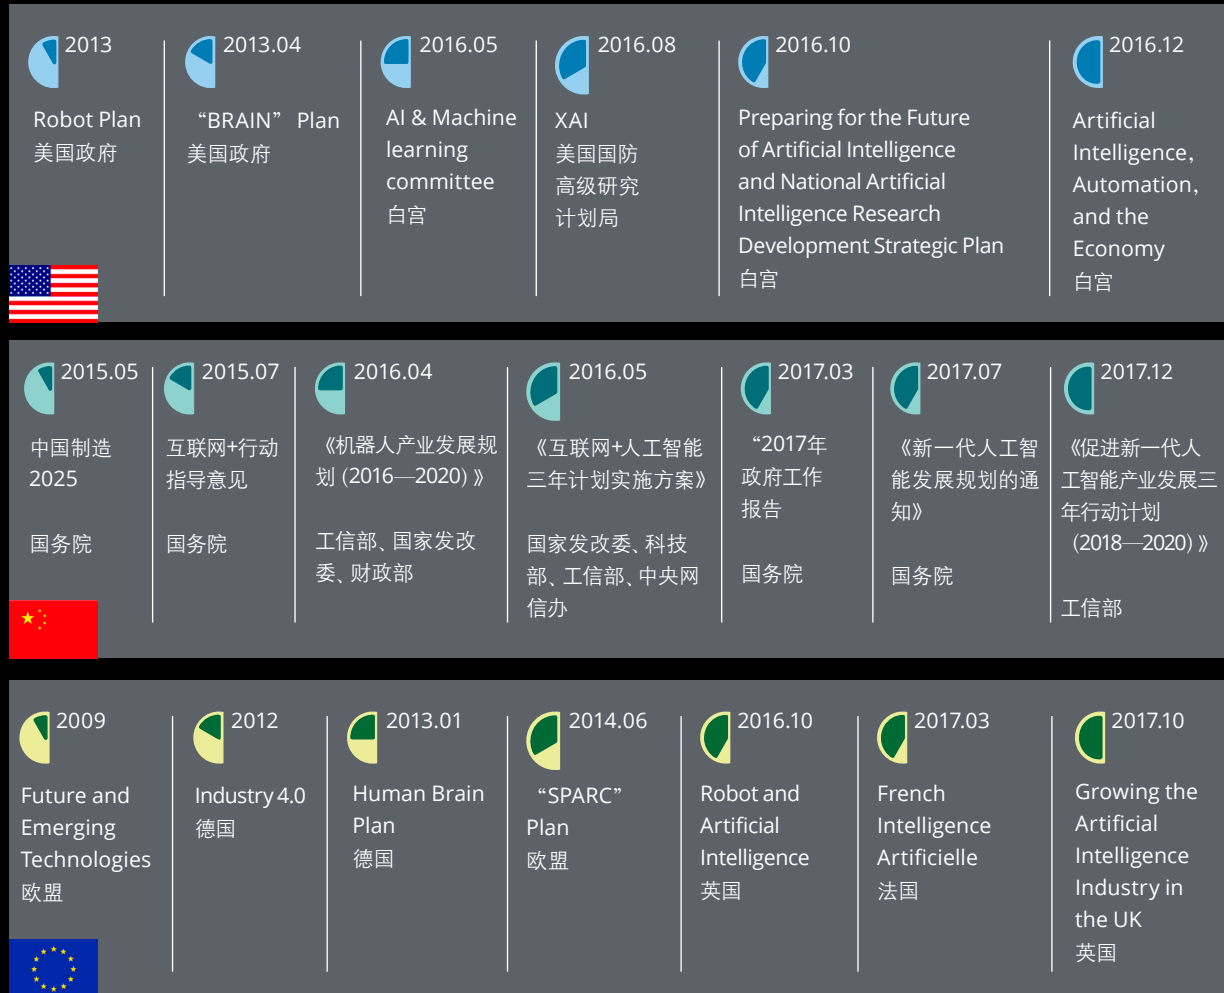 2013
Robot Plan
美国政府
2013.04
“BRAIN” Plan
美国政府
2016.05
AI & Machine
learning
committee
白宫
2016.08
XAI
美国国防
高级研究
计划局
2016.10
Preparing for the Future
of Artificial Intelligence
and National Artificial
Intelligence Research
Development Strategic Plan
白宫
2016.12
Artificial
Intelligence,
Automation,
and the
Economy
白宫
2015.05
中国制造
2025
国务院
2015.07
互联网+行动
指导意见
国务院
2016.04
《机器人产业发展规
划 (2016—2020) 》
工信部、国家发改
委、财政部
2016.05
《互联网+人工智能
三年计划实施方案》
国家发改委、科技
部、工信部、中央网
信办
2017.03
“2017年
政府工作
报告
国务院
2017.07
《新一代人工智
能发展规划的通
知》
国务院
2017.12
《促进新一代人
工智能产业发展三
年行动计划
(2018—2020) 》
工信部
2009
Future and
Emerging
Technologies
欧盟
2012
Industry 4.0
德国
2013.01
Human Brain
Plan
德国
2014.06
“SPARC”
Plan
欧盟
2016.10
Robot and
Artificial
Intelligence
英国
2017.03
French
Intelligence
Artificielle
法国
2017.10
Growing the
Artificial
Intelligence
Industry in
the UK
英国